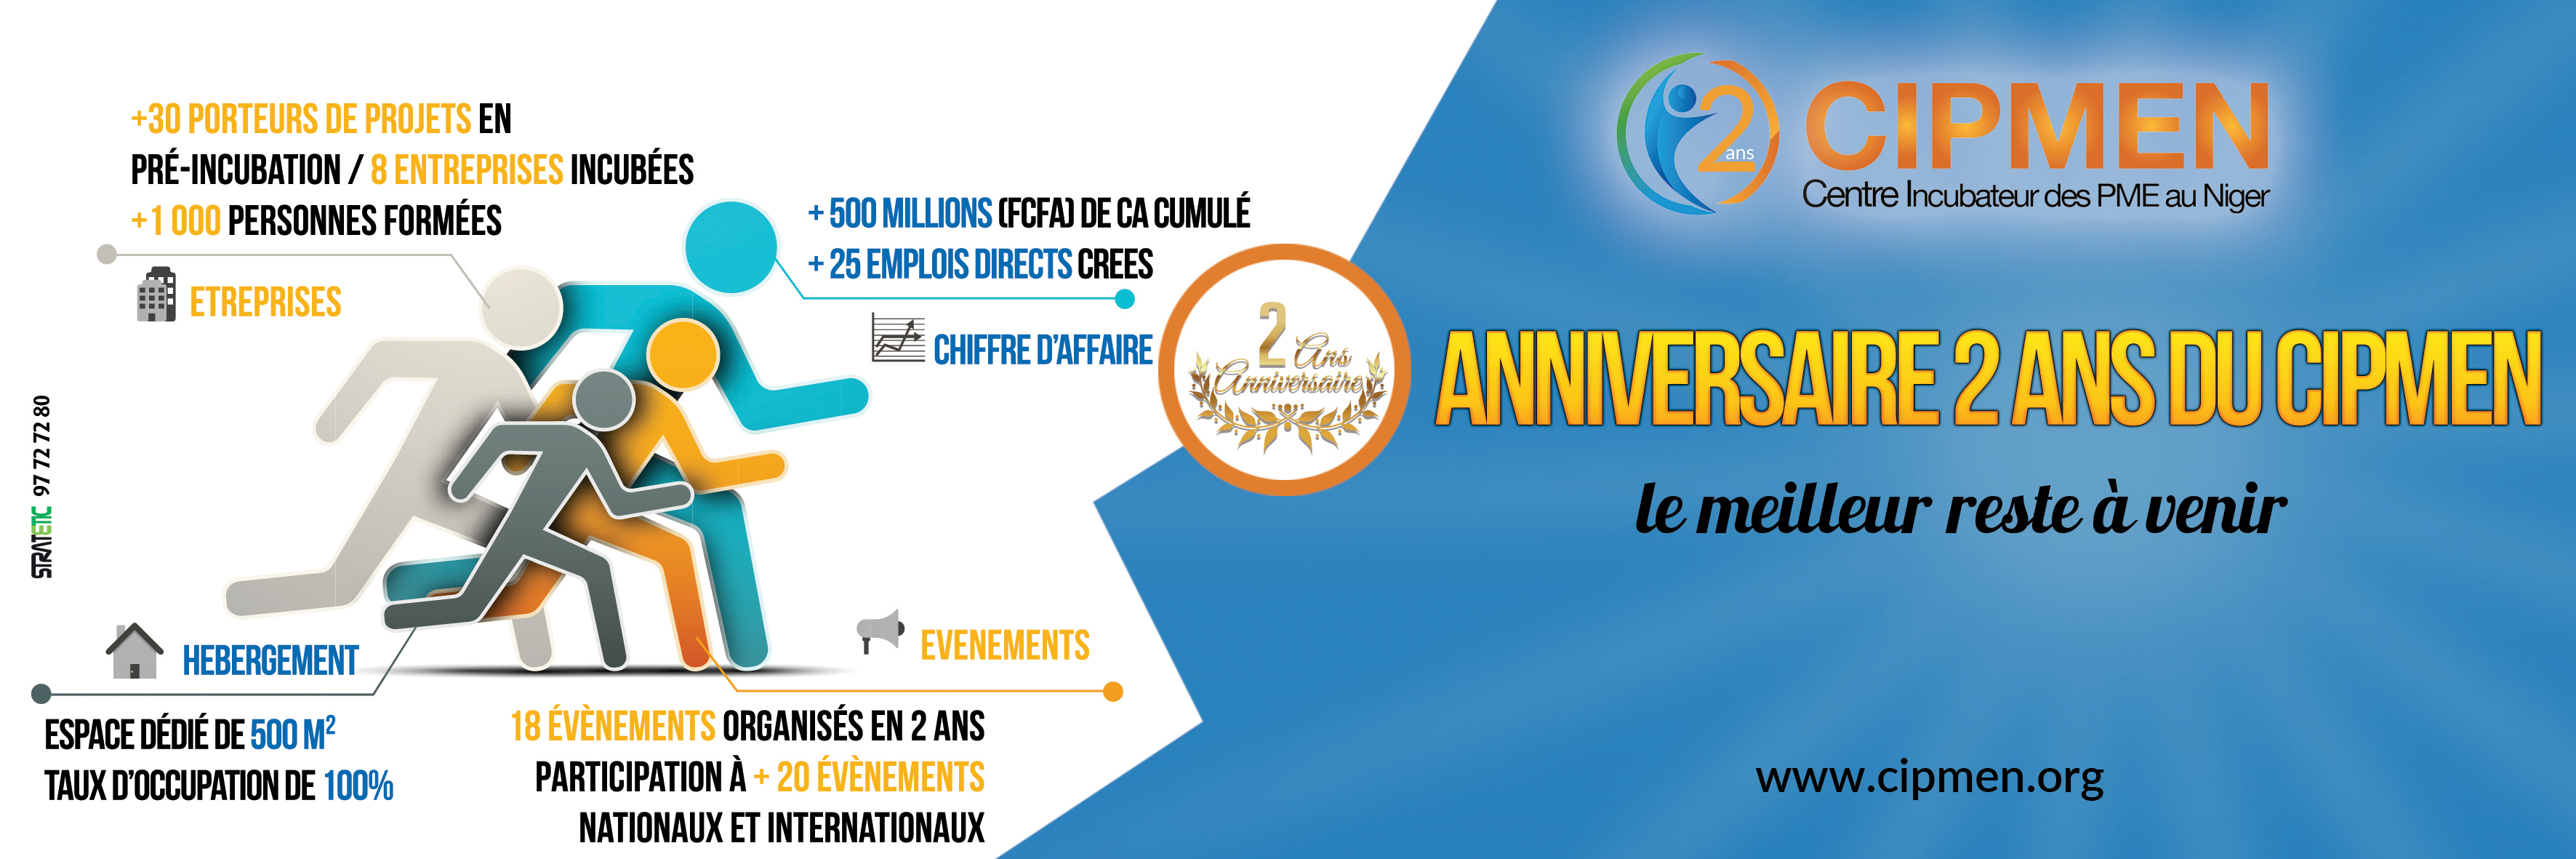 +30 PORTEURS DE PROJETS EN
PRÉ-INCUBATION / 8 ENTREPRISES INCUBÉES
+1 000 PERSONNES FORMÉES
ETREPRISES
+ 500 MILLIONS (FCFA) DE CA CUMULÉ
+ 25 EMPLOIS DIRECTS CREES
CHIFFRE D'AFFAIRE
HEBERGEMENT
ESPACE DÉDIÉ DE 500 M²
TAUX D'OCCUPATION DE 100%
EVENEMENTS
18 ÉVÈNEMENTS ORGANISÉS EN 2 ANS
PARTICIPATION À + 20 ÉVÈNEMENTS
NATIONAUX ET INTERNATIONAUX
STRATETIC 97 72 72 80
2 Ans
Anniversaire
2
ans
CIPMEN
Centre Incubateur des PME au Niger
ANNIVERSAIRE 2 ANS DU CIPMEN
le meilleur reste à venir
www.cipmen.org